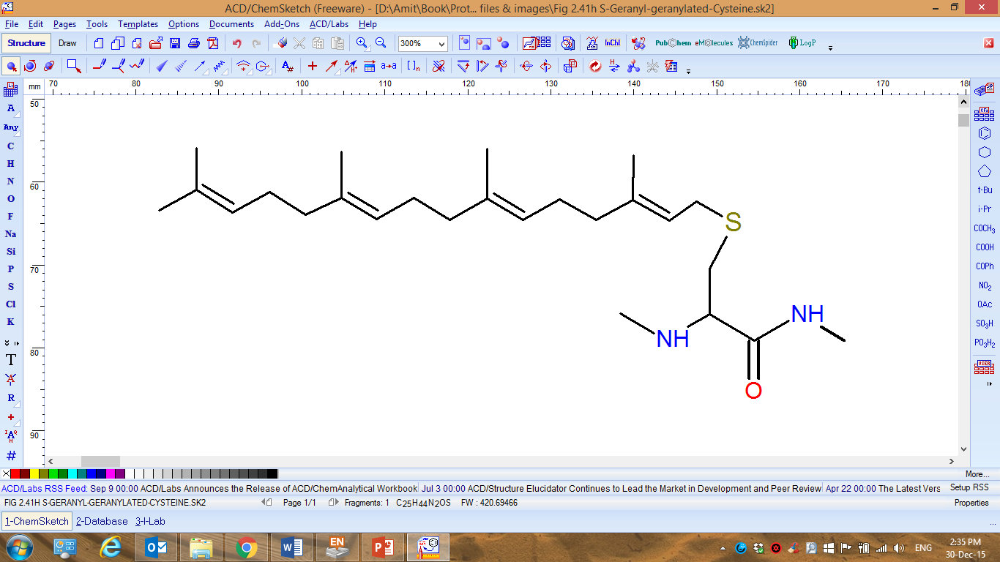 ACD/ChemSketch (Freeware) - [D:\Amit\Book\Prot... files & images\Fig 2.41h S-Geranyl-geranylated-Cysteine.sk2]
File Edit Pages Tools Templates Options Documents Add-Ons ACD/Labs Help
Structure Draw 300% InChI PubChem eMolecules ChemSpider LogP
mm 70 80 90 100 110 120 130 140 150 160 170 180
50
60
70
80
90
A
Any
C
H
N
O
F
Na
Si
P
S
Cl
K
T
A
R
+
#
S
NH
NH
O
CF3
t-Bu
i-Pr
COCH3
COOH
COPh
NO2
OAc
SO3H
PO3H2
USER
More...
ACD/Labs RSS Feed: Sep 9 00:00 ACD/Labs Announces the Release of ACD/ChemAnalytical Workbook Jul 3 00:00 ACD/Structure Elucidator Continues to Lead the Market in Development and Peer Review Apr 22 00:00 The Latest Vers Setup RSS
FIG 2.41H S-GERANYL-GERANYLATED-CYSTEINE.SK2 Page 1/1 Fragments: 1 C25H44N2OS FW : 420.69466 Properties
1-ChemSketch 2-Database 3-I-Lab ...
EN ENG 2:35 PM
30-Dec-15